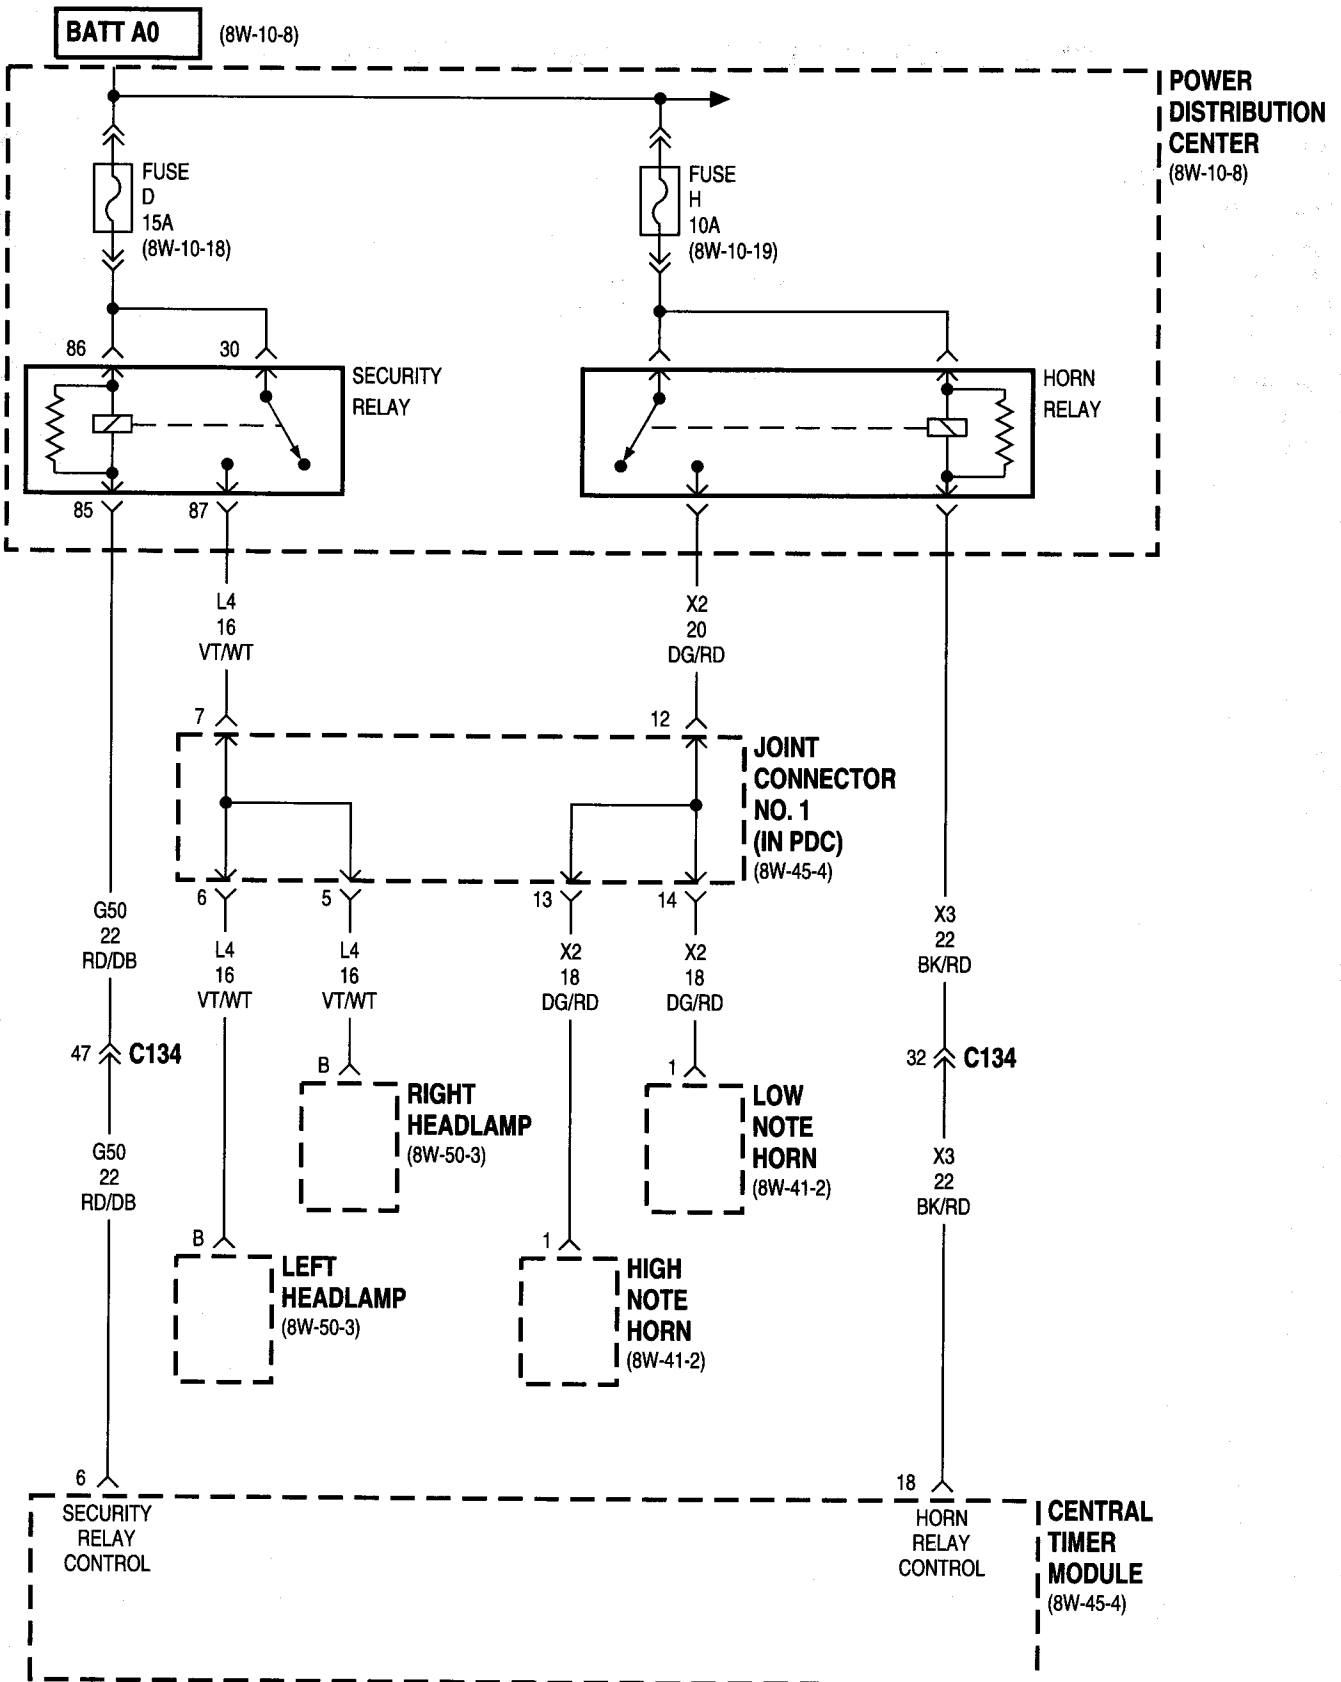 BATT A0
(8W-10-8)
POWER
DISTRIBUTION
CENTER
(8W-10-8)
FUSE
D
15A
(8W-10-18)
FUSE
H
10A
(8W-10-19)
86
30
SECURITY
RELAY
HORN
RELAY
85
87
L4
16
VT/WT
X2
20
DG/RD
7
12
JOINT
CONNECTOR
NO. 1
(IN PDC)
(8W-45-4)
6
5
13
14
G50
22
RD/DB
L4
16
VT/WT
L4
16
VT/WT
X2
18
DG/RD
X2
18
DG/RD
X3
22
BK/RD
47
C134
32
C134
B
RIGHT
HEADLAMP
(8W-50-3)
1
LOW
NOTE
HORN
(8W-41-2)
G50
22
RD/DB
X3
22
BK/RD
B
LEFT
HEADLAMP
(8W-50-3)
1
HIGH
NOTE
HORN
(8W-41-2)
6
SECURITY
RELAY
CONTROL
18
HORN
RELAY
CONTROL
CENTRAL
TIMER
MODULE
(8W-45-4)